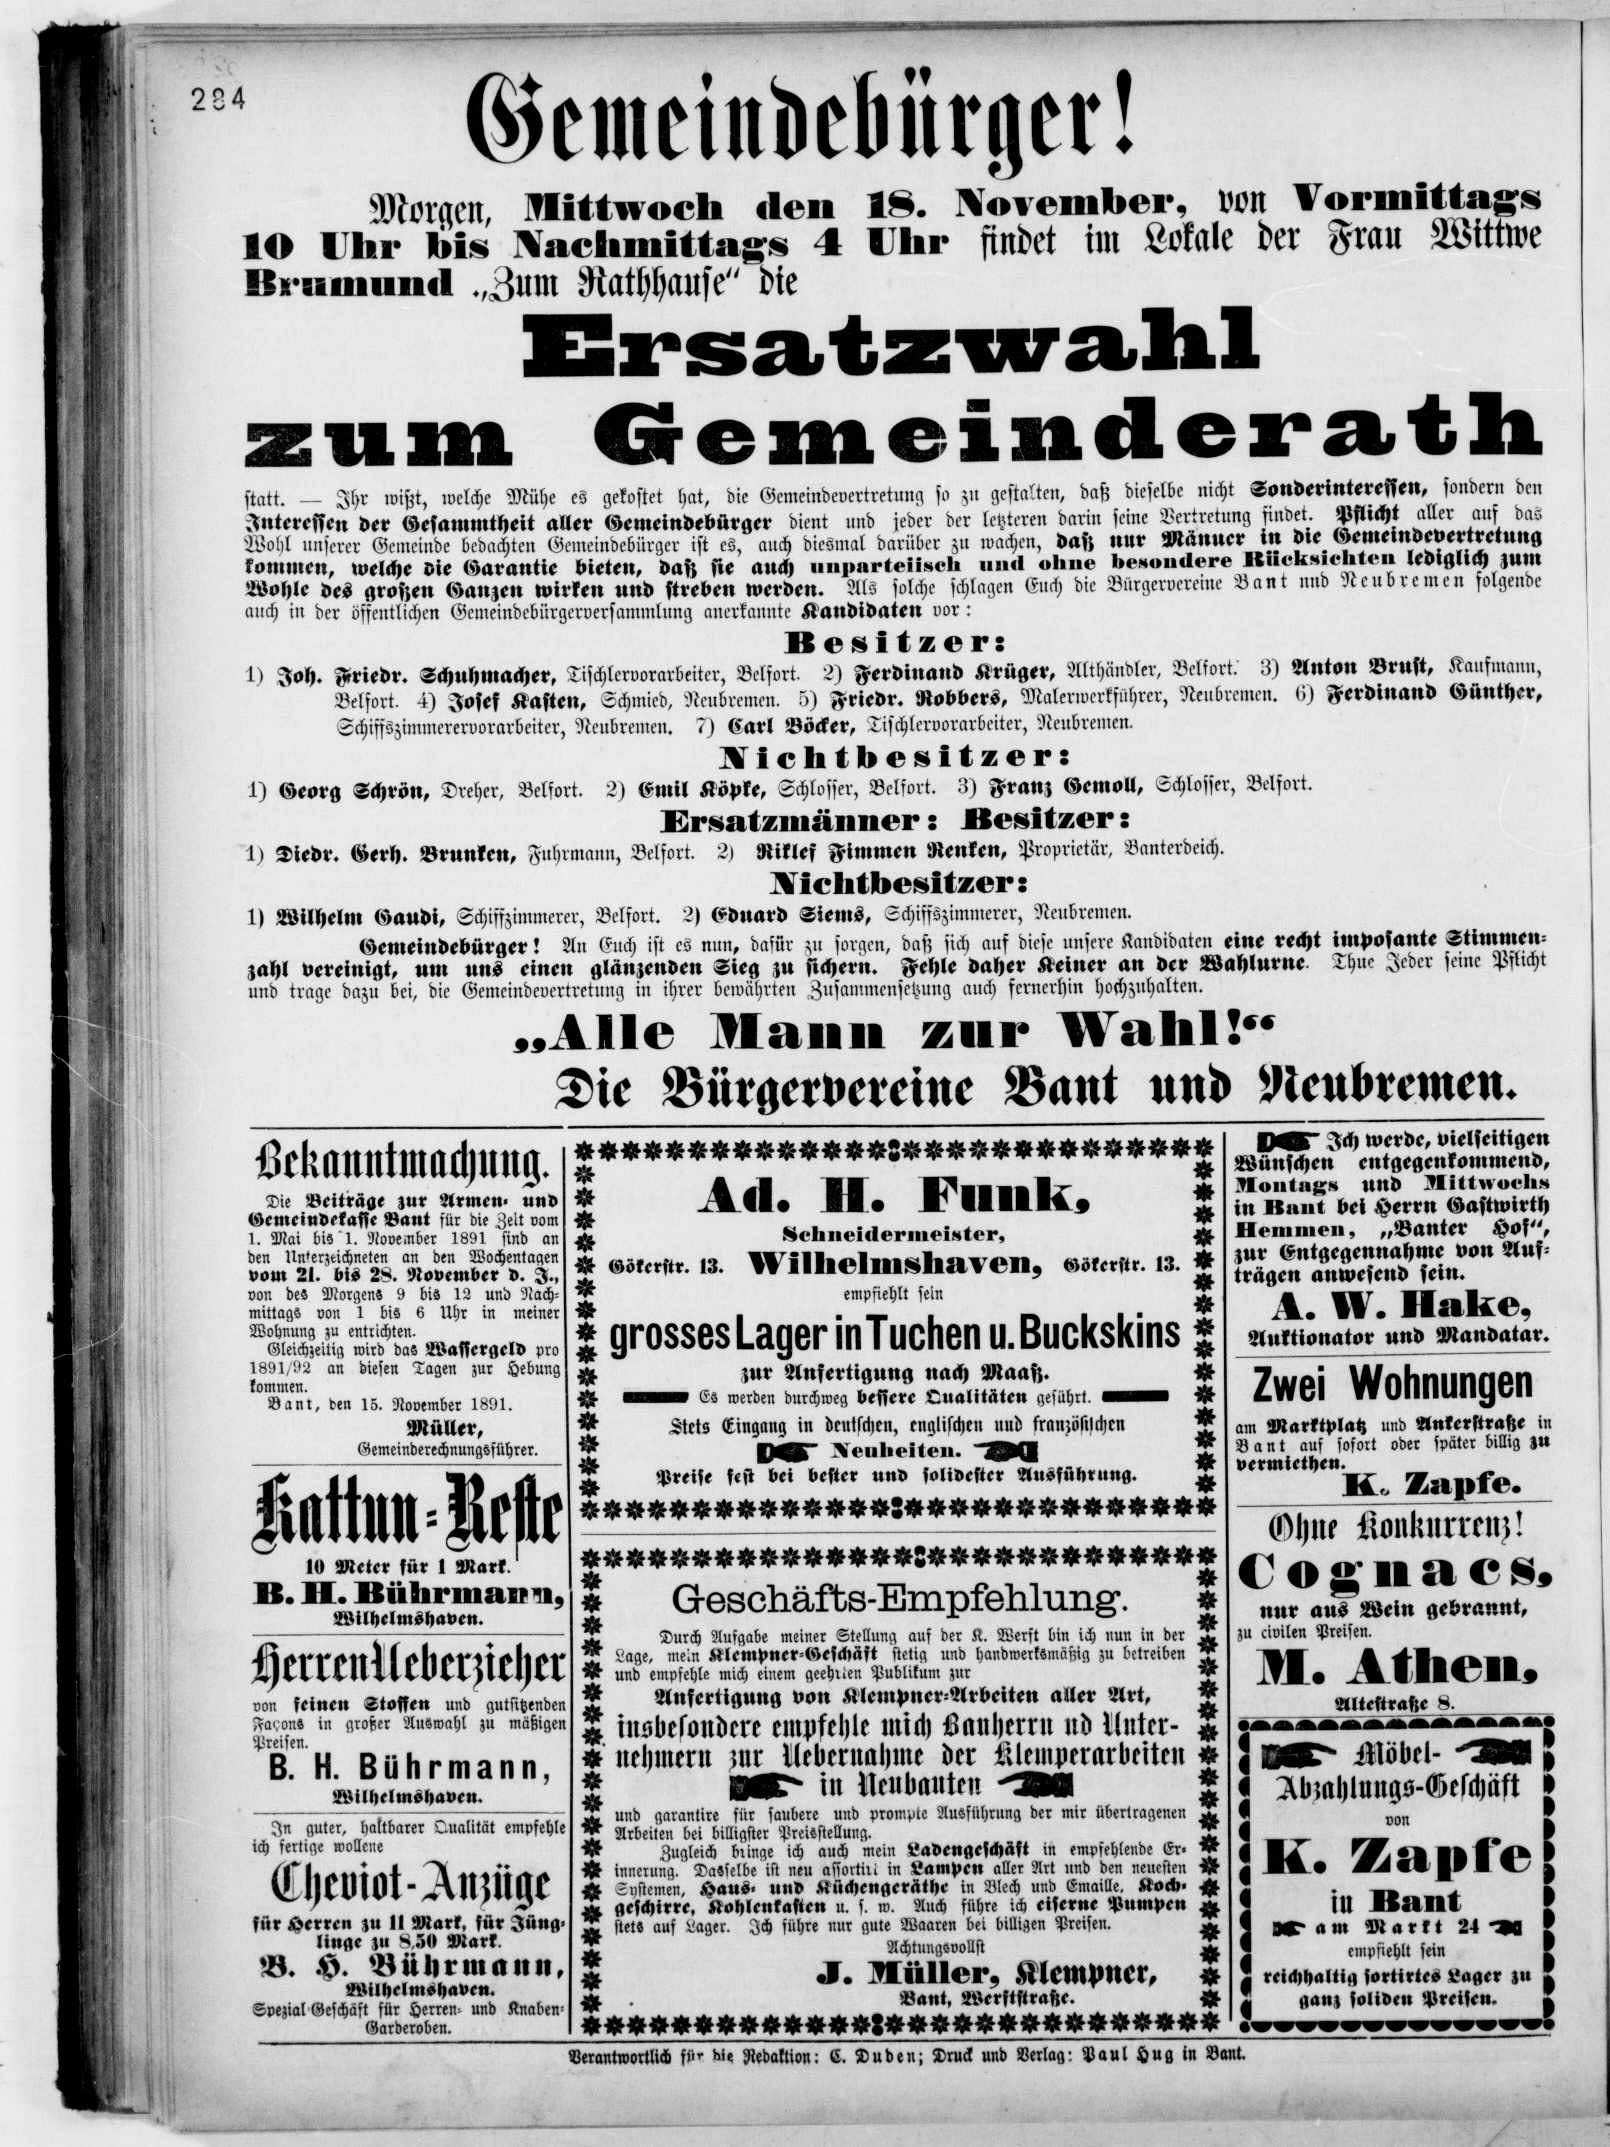 284
Gemeindebürger!
Morgen, Mittwoch den 18. November, von Vormittags
10 Uhr bis Nachmittags 4 Uhr findet im Lokale der Frau Wittwe
Brumund „Zum Rathhause“ die
Ersatzwahl
zum Gemeinderath
statt. — Ihr wißt, welche Mühe es gekostet hat, die Gemeindevertretung so zu gestalten, daß dieselbe nicht Sonderinteressen, sondern den
Interessen der Gesammtheit aller Gemeindebürger dient und jeder der letzteren darin seine Vertretung findet. Pflicht aller auf das
Wohl unserer Gemeinde bedachten Gemeindebürger ist es, auch diesmal darüber zu wachen, daß nur Männer in die Gemeindevertretung
kommen, welche die Garantie bieten, daß sie auch unparteiisch und ohne besondere Rücksichten lediglich zum
Wohle des großen Ganzen wirken und streben werden. Als solche schlagen Euch die Bürgervereine Bant und Neubremen folgende
auch in der öffentlichen Gemeindebürgerversammlung anerkannte Kandidaten vor:
Besitzer:
1) Joh. Friedr. Schuhmacher, Tischlervorarbeiter, Belfort. 2) Ferdinand Krüger, Althändler, Belfort. 3) Anton Brust, Kaufmann,
Belfort. 4) Josef Kasten, Schmied, Neubremen. 5) Friedr. Robbers, Malerwerkführer, Neubremen. 6) Ferdinand Günther,
Schiffszimmerervorarbeiter, Neubremen. 7) Carl Böcker, Tischlervorarbeiter, Neubremen.
Nichtbesitzer:
1) Georg Schrön, Dreher, Belfort. 2) Emil Köpke, Schlosser, Belfort. 3) Franz Gemoll, Schlosser, Belfort.
Ersatzmänner: Besitzer:
1) Diedr. Gerh. Brunken, Fuhrmann, Belfort. 2) Riklef Fimmen Renken, Proprietär, Banterdeich.
Nichtbesitzer:
1) Wilhelm Gaudi, Schiffzimmerer, Belfort. 2) Eduard Siems, Schiffszimmerer, Neubremen.
Gemeindebürger! An Euch ist es nun, dafür zu sorgen, daß sich auf diese unsere Kandidaten eine recht imposante Stimmen-
zahl vereinigt, um uns einen glänzenden Sieg zu sichern. Fehle daher Keiner an der Wahlurne. Thue Jeder seine Pflicht
und trage dazu bei, die Gemeindevertretung in ihrer bewährten Zusammensetzung auch fernerhin hochzuhalten.
„Alle Mann zur Wahl!“
Die Bürgervereine Bant und Neubremen.
Bekanntmachung.
Die Beiträge zur Armen- und
Gemeindekasse Bant für die Zeit vom
1. Mai bis 1. November 1891 sind an
den Unterzeichneten an den Wochentagen
vom 21. bis 28. November d. J.,
von des Morgens 9 bis 12 und Nach-
mittags von 1 bis 6 Uhr in meiner
Wohnung zu entrichten.
Gleichzeitig wird das Wassergeld pro
1891/92 an diesen Tagen zur Hebung
kommen.
Bant, den 15. November 1891.
Müller,
Gemeinderechnungsführer.
Kattun-Reste
10 Meter für 1 Mark.
B. H. Bührmann,
Wilhelmshaven.
Herren Ueberzieher
von feinen Stoffen und gutsitzenden
Façons in großer Auswahl zu mäßigen
Preisen.
B. H. Bührmann,
Wilhelmshaven.
In guter, haltbarer Qualität empfehle
ich fertige wollene
Cheviot-Anzüge
für Herren zu 11 Mark, für Jüng-
linge zu 8,50 Mark.
B. H. Bührmann,
Wilhelmshaven.
Spezial-Geschäft für Herren- und Knaben-
Garderoben.
Ad. H. Funk,
Schneidermeister,
Gökerstr. 13. Wilhelmshaven, Gökerstr. 13.
empfiehlt sein
grosses Lager in Tuchen u. Buckskins
zur Anfertigung nach Maaß.
Es werden durchweg bessere Qualitäten geführt.
Stets Eingang in deutschen, englischen und französischen
Neuheiten.
Preise fest bei bester und solidester Ausführung.
Geschäfts-Empfehlung.
Durch Aufgabe meiner Stellung auf der K. Werft bin ich nun in der
Lage, mein Klempner-Geschäft stetig und handwerksmäßig zu betreiben
und empfehle mich einem geehrten Publikum zur
Anfertigung von Klempner-Arbeiten aller Art,
insbesondere empfehle mich Bauherrn ud Unter-
nehmern zur Uebernahme der Klemperarbeiten
in Neubauten
und garantire für saubere und prompte Ausführung der mir übertragenen
Arbeiten bei billigster Preisstellung.
Zugleich bringe ich auch mein Ladengeschäft in empfehlende Er-
innerung. Dasselbe ist neu assortirt in Lampen aller Art und den neuesten
Systemen, Haus- und Küchengeräthe in Blech und Emaille, Koch-
geschirre, Kohlenkasten u. s. w. Auch führe ich eiserne Pumpen
stets auf Lager. Ich führe nur gute Waaren bei billigen Preisen.
Achtungsvollst
J. Müller, Klempner,
Bant, Werftstraße.
Ich werde, vielseitigen
Wünschen entgegenkommend,
Montags und Mittwochs
in Bant bei Herrn Gastwirth
Hemmen, „Banter Hof“,
zur Entgegennahme von Auf-
trägen anwesend sein.
A. W. Hake,
Auktionator und Mandatar.
Zwei Wohnungen
am Marktplatz und Ankerstraße in
Bant auf sofort oder später billig zu
vermiethen.
K. Zapfe.
Ohne Konkurrenz!
Cognacs,
nur aus Wein gebrannt,
zu civilen Preisen.
M. Athen,
Altestraße 8.
Möbel-
Abzahlungs-Geschäft
von
K. Zapfe
in Bant
am Markt 24
empfiehlt sein
reichhaltig sortirtes Lager zu
ganz soliden Preisen.
Verantwortlich für die Redaktion: C. Duden; Druck und Verlag: Paul Hug in Bant.